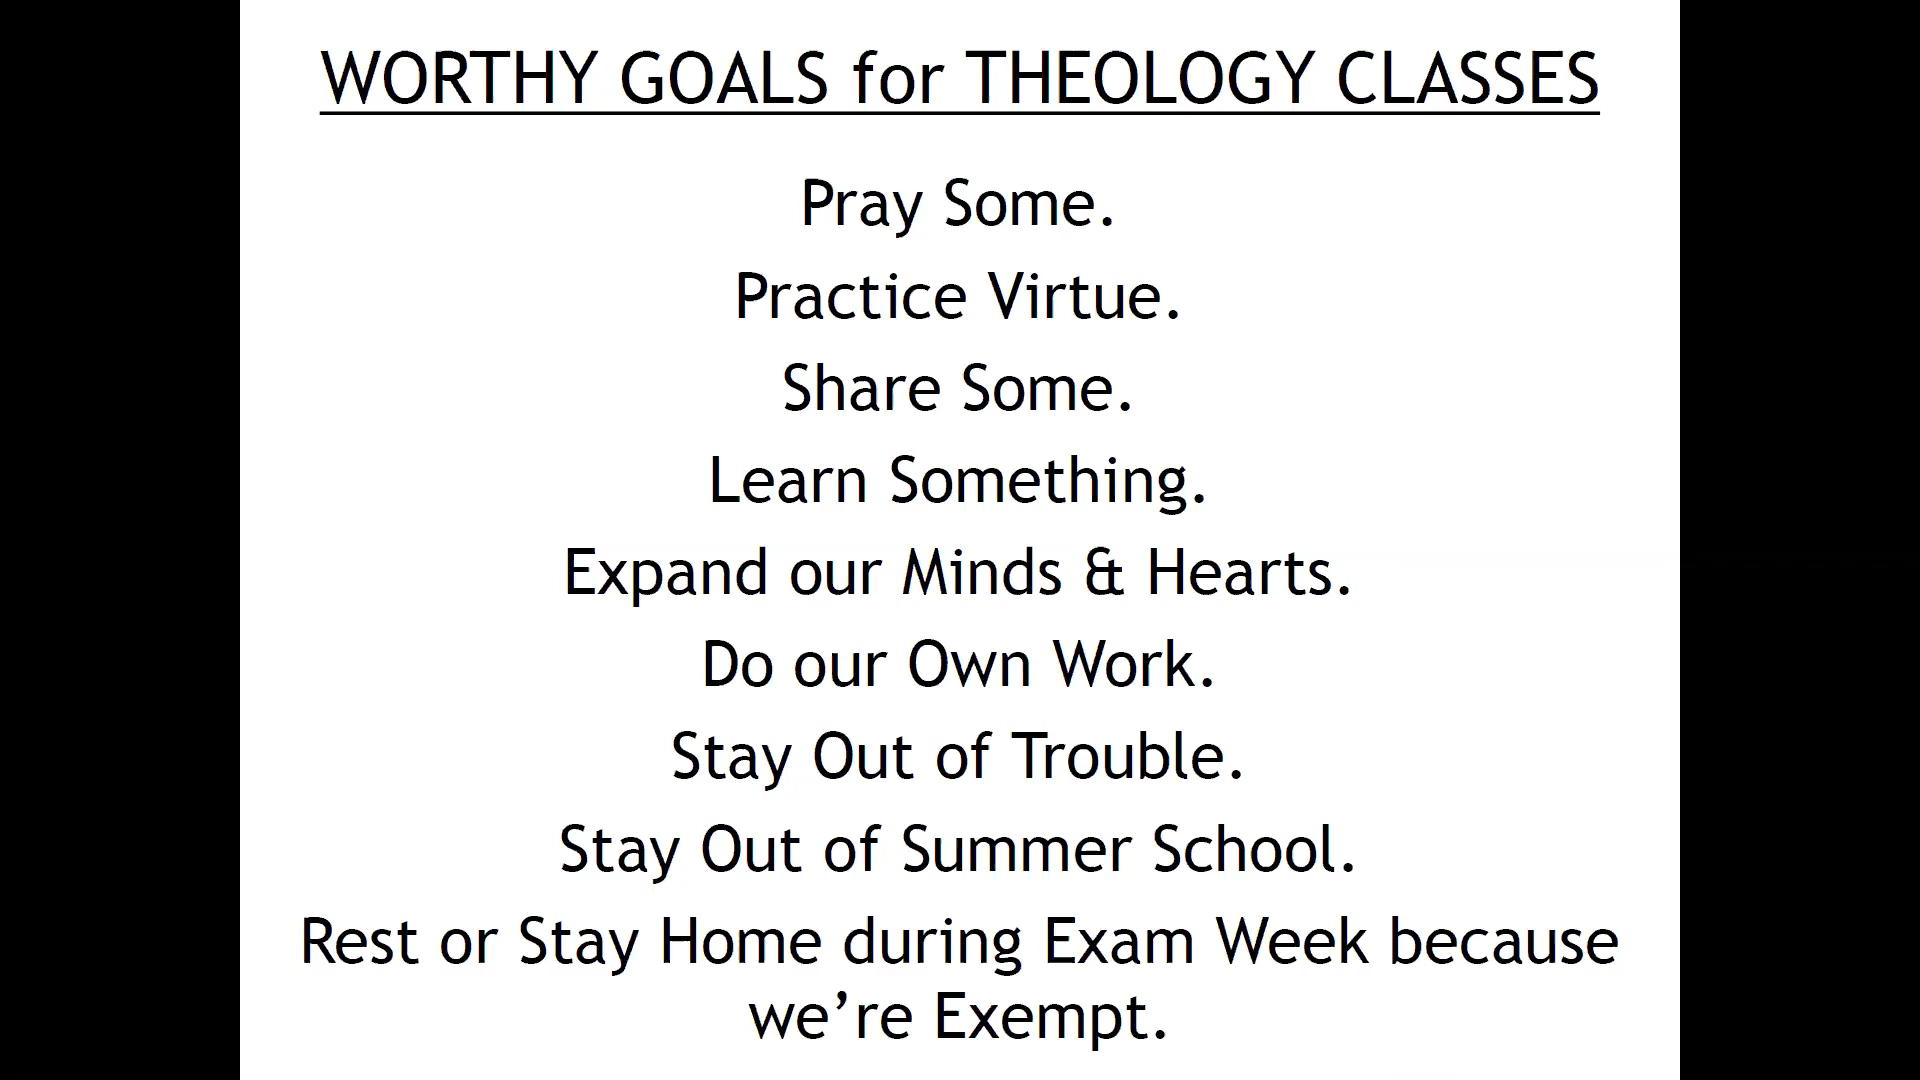 WORTHY GOALS for THEOLOGY CLASSES
Pray Some.
Practice Virtue.
Share Some.
Learn Something.
Expand our Minds & Hearts.
Do our Own Work.
Stay Out of Trouble.
Stay Out of Summer School.
Rest or Stay Home during Exam Week because
we’re Exempt.